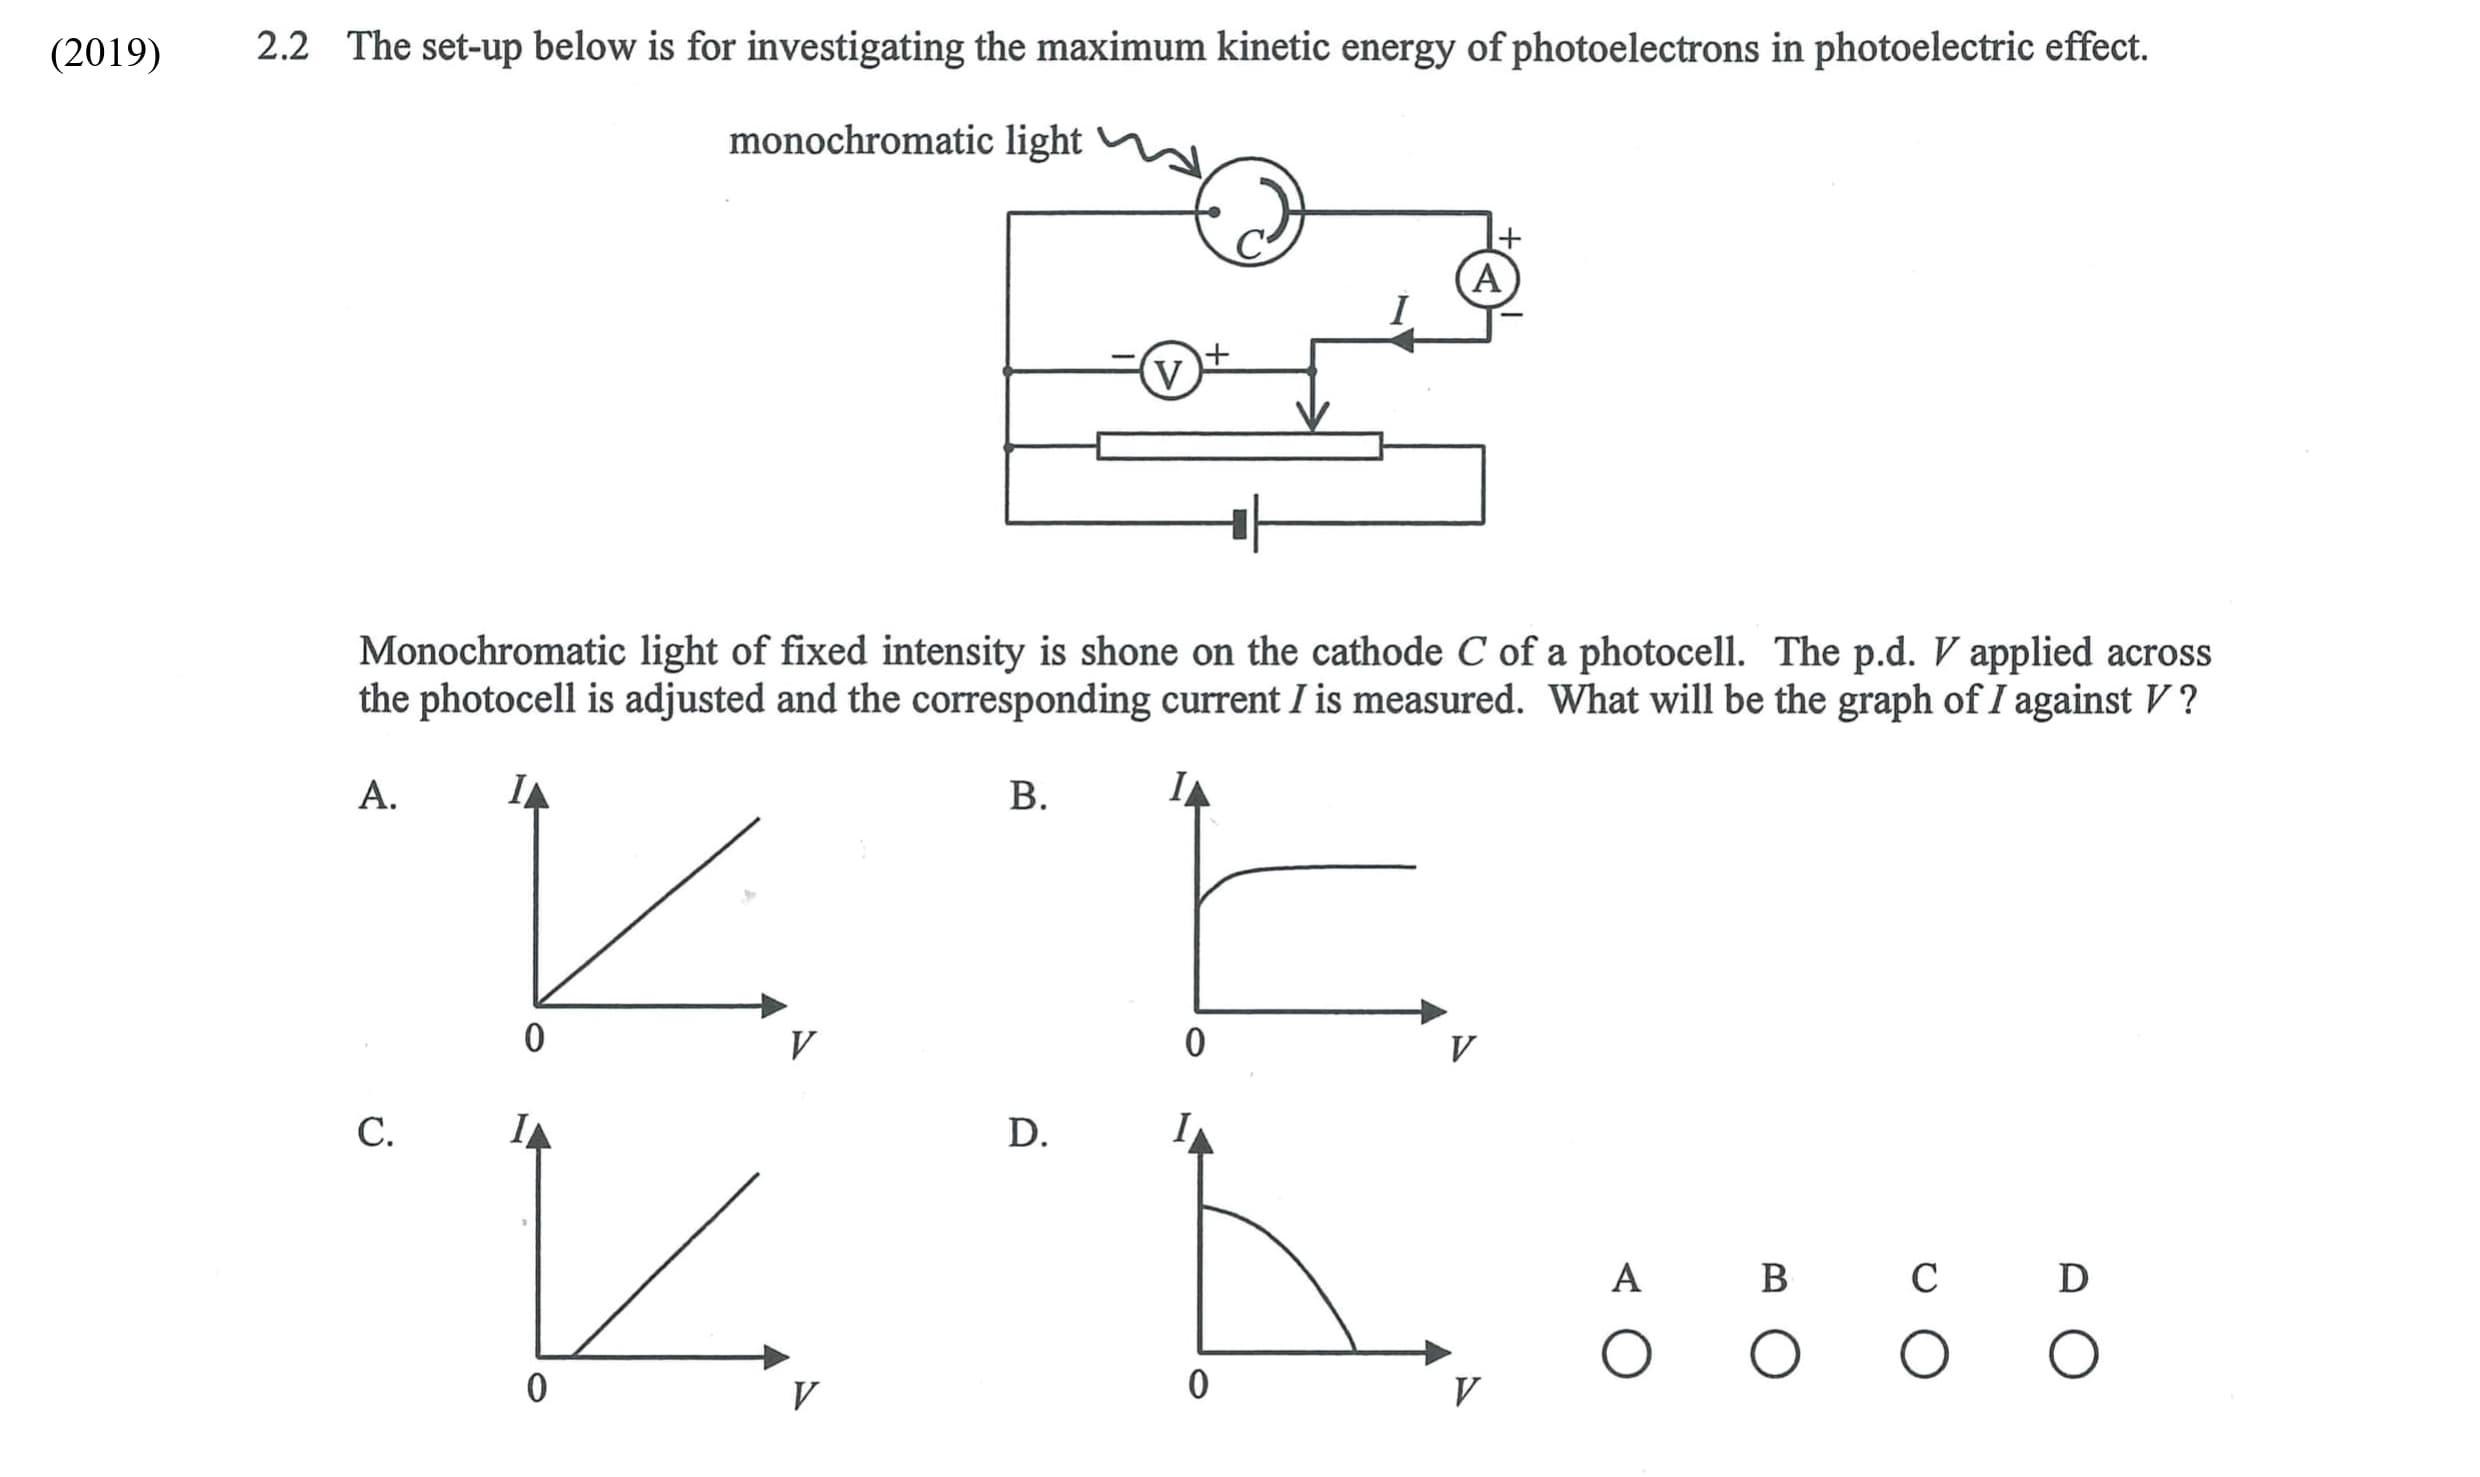 (2019) 2.2 The set-up below is for investigating the maximum kinetic energy of photoelectrons in photoelectric effect.
monochromatic light
C
+
A
I
−
− V +
Monochromatic light of fixed intensity is shone on the cathode C of a photocell. The p.d. V applied across
the photocell is adjusted and the corresponding current I is measured. What will be the graph of I against V ?
A. I
0 V
B. I
0 V
C. I
0 V
D. I
0 V
A B C D